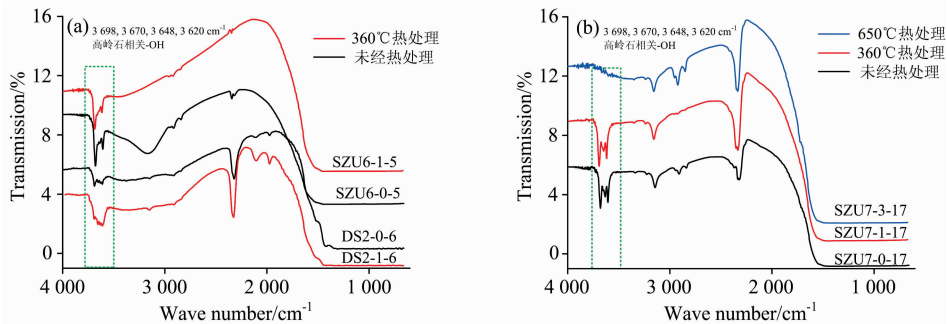 (a)
3 698, 3 670, 3 648, 3 620 cm⁻¹
高岭石相关-OH
360℃热处理
未经热处理
Transmission/%
16
12
8
4
0
SZU6-1-5
SZU6-0-5
DS2-0-6
DS2-1-6
4 000
3 000
2 000
1 000
Wave number/cm⁻¹
(b)
3 698, 3 670, 3 648, 3 620 cm⁻¹
高岭石相关-OH
650℃热处理
360℃热处理
未经热处理
Transmission/%
16
12
8
4
0
SZU7-3-17
SZU7-1-17
SZU7-0-17
4 000
3 000
2 000
1 000
Wave number/cm⁻¹